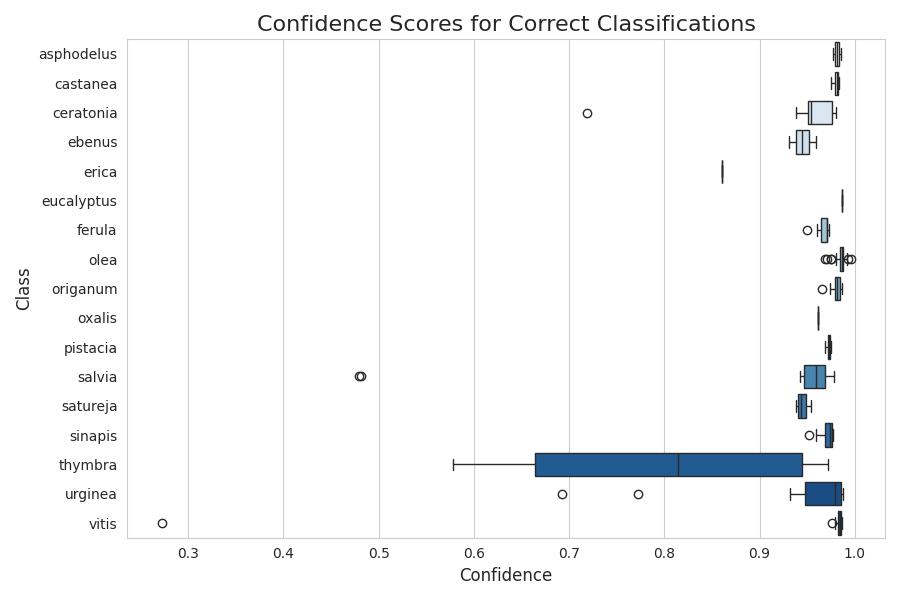 Confidence Scores for Correct Classifications
Class
asphodelus
castanea
ceratonia
ebenus
erica
eucalyptus
ferula
olea
origanum
oxalis
pistacia
salvia
satureja
sinapis
thymbra
urginea
vitis
0.3 0.4 0.5 0.6 0.7 0.8 0.9 1.0
Confidence